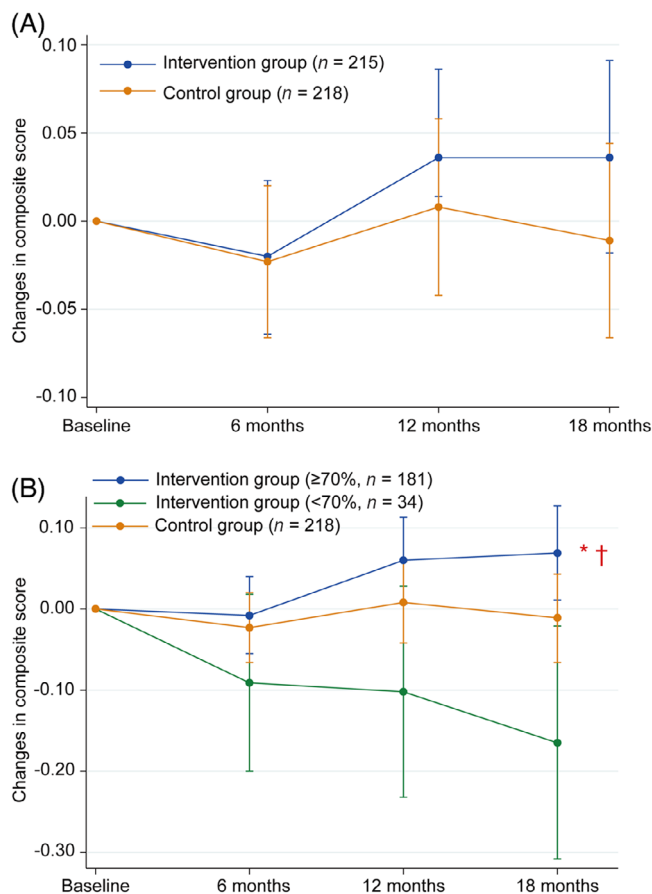 (A)
0.10
Intervention group (n = 215)
Control group (n = 218)
0.05
0.00
-0.05
-0.10
Changes in composite score
Baseline 6 months 12 months 18 months
(B)
Intervention group (≥70%, n = 181)
Intervention group (<70%, n = 34)
Control group (n = 218)
0.10
* †
0.00
-0.10
-0.20
-0.30
Changes in composite score
Baseline 6 months 12 months 18 months